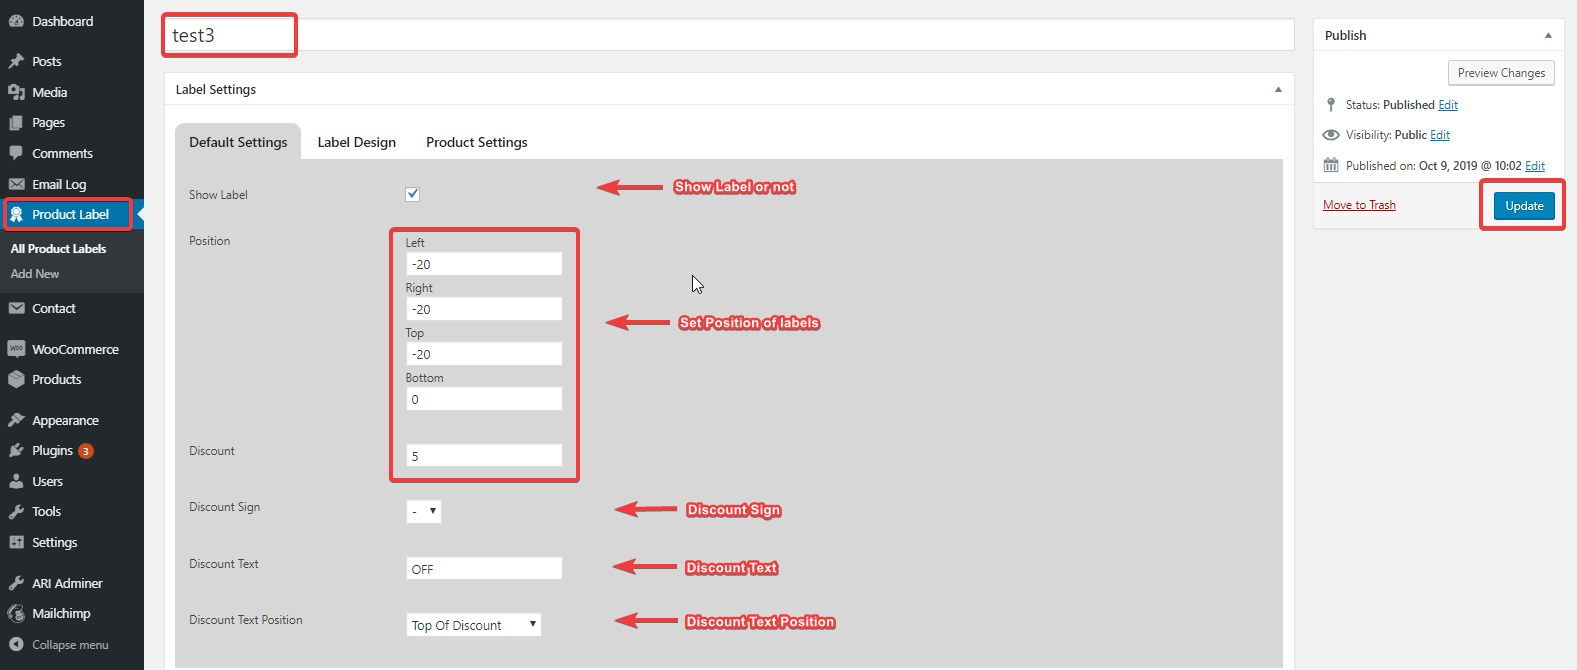 Dashboard
Posts
Media
Pages
Comments
Email Log
Product Label
All Product Labels
Add New
Contact
WooCommerce
Products
Appearance
Plugins 3
Users
Tools
Settings
ARI Adminer
Mailchimp
Collapse menu
test3
Label Settings
Default Settings Label Design Product Settings
Show Label
Show Label or not
Position
Left
-20
Right
-20
Set Position of labels
Top
-20
Bottom
0
Discount
5
Discount Sign
-
Discount Sign
Discount Text
OFF
Discount Text
Discount Text Position
Top Of Discount
Discount Text Position
Publish
Preview Changes
Status: Published Edit
Visibility: Public Edit
Published on: Oct 9, 2019 @ 10:02 Edit
Move to Trash
Update